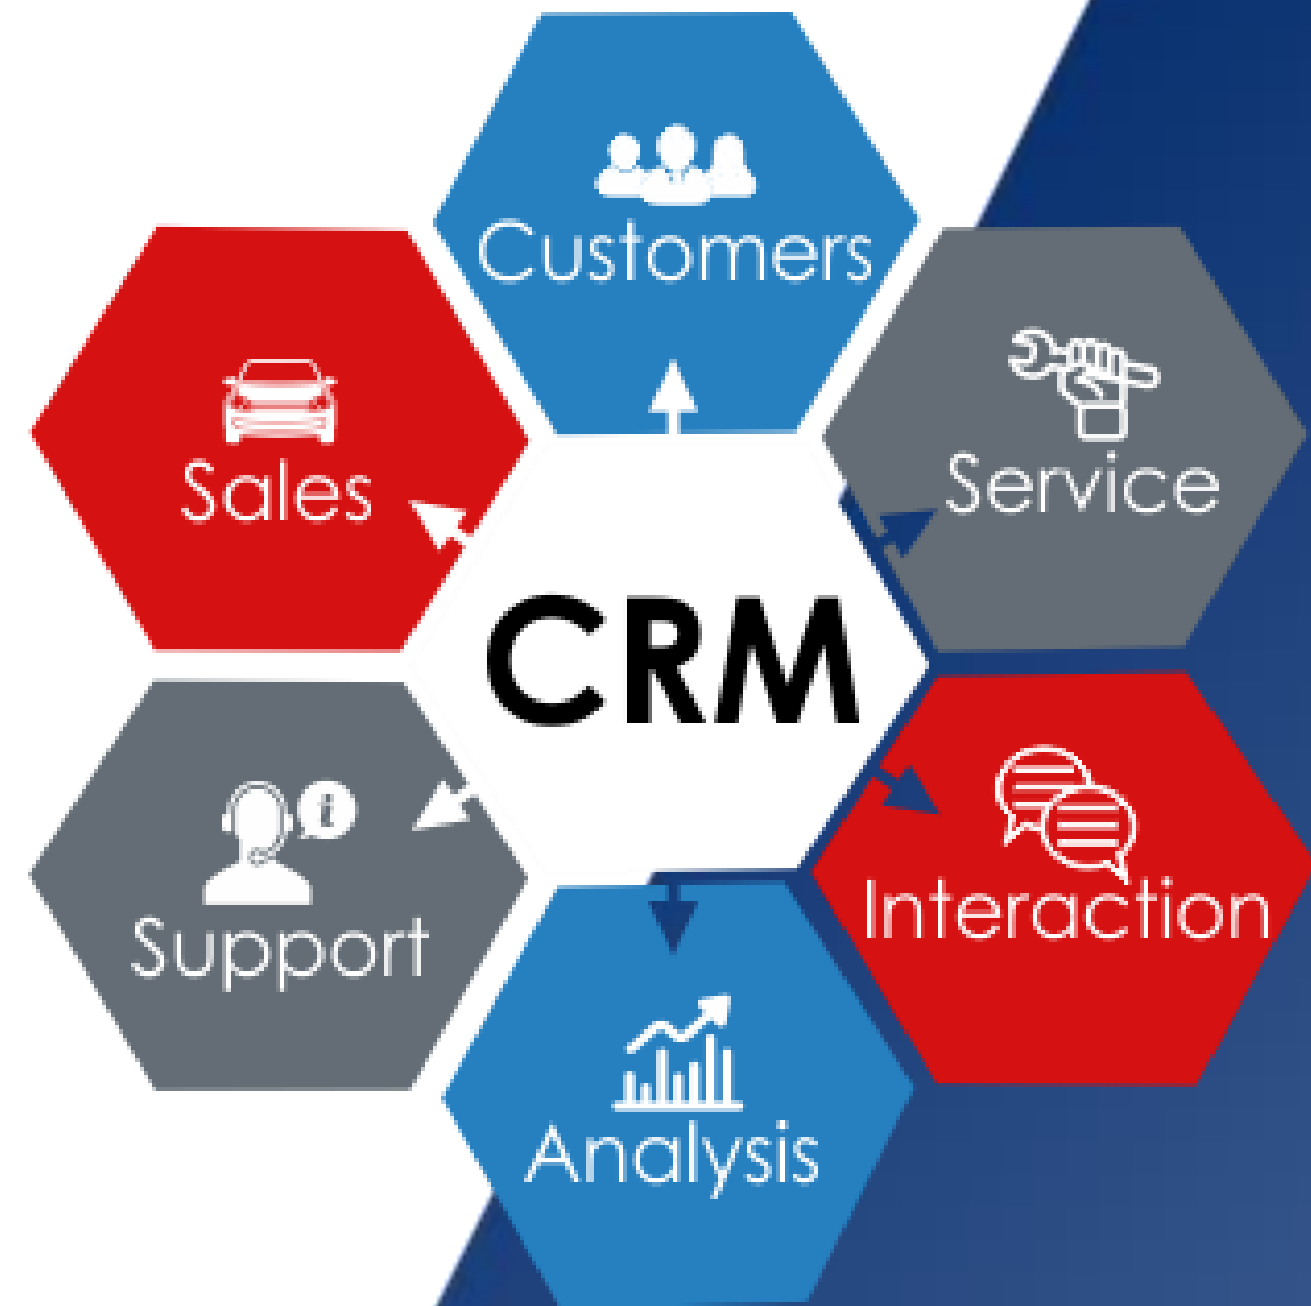 Customers
Sales
Service
CRM
Support
i
Interaction
Analysis